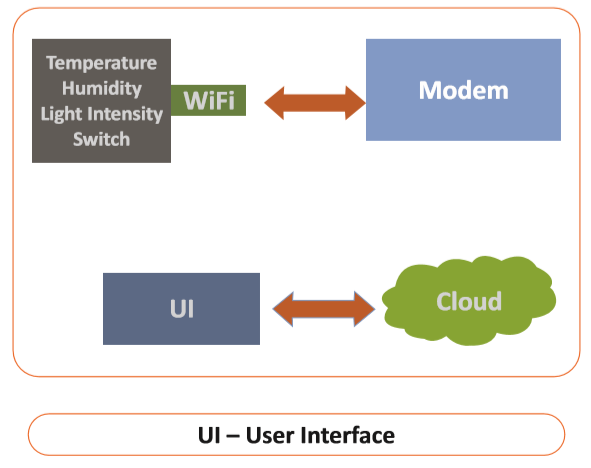 Temperature
Humidity
Light Intensity
Switch
WiFi
Modem
UI
Cloud
UI – User Interface